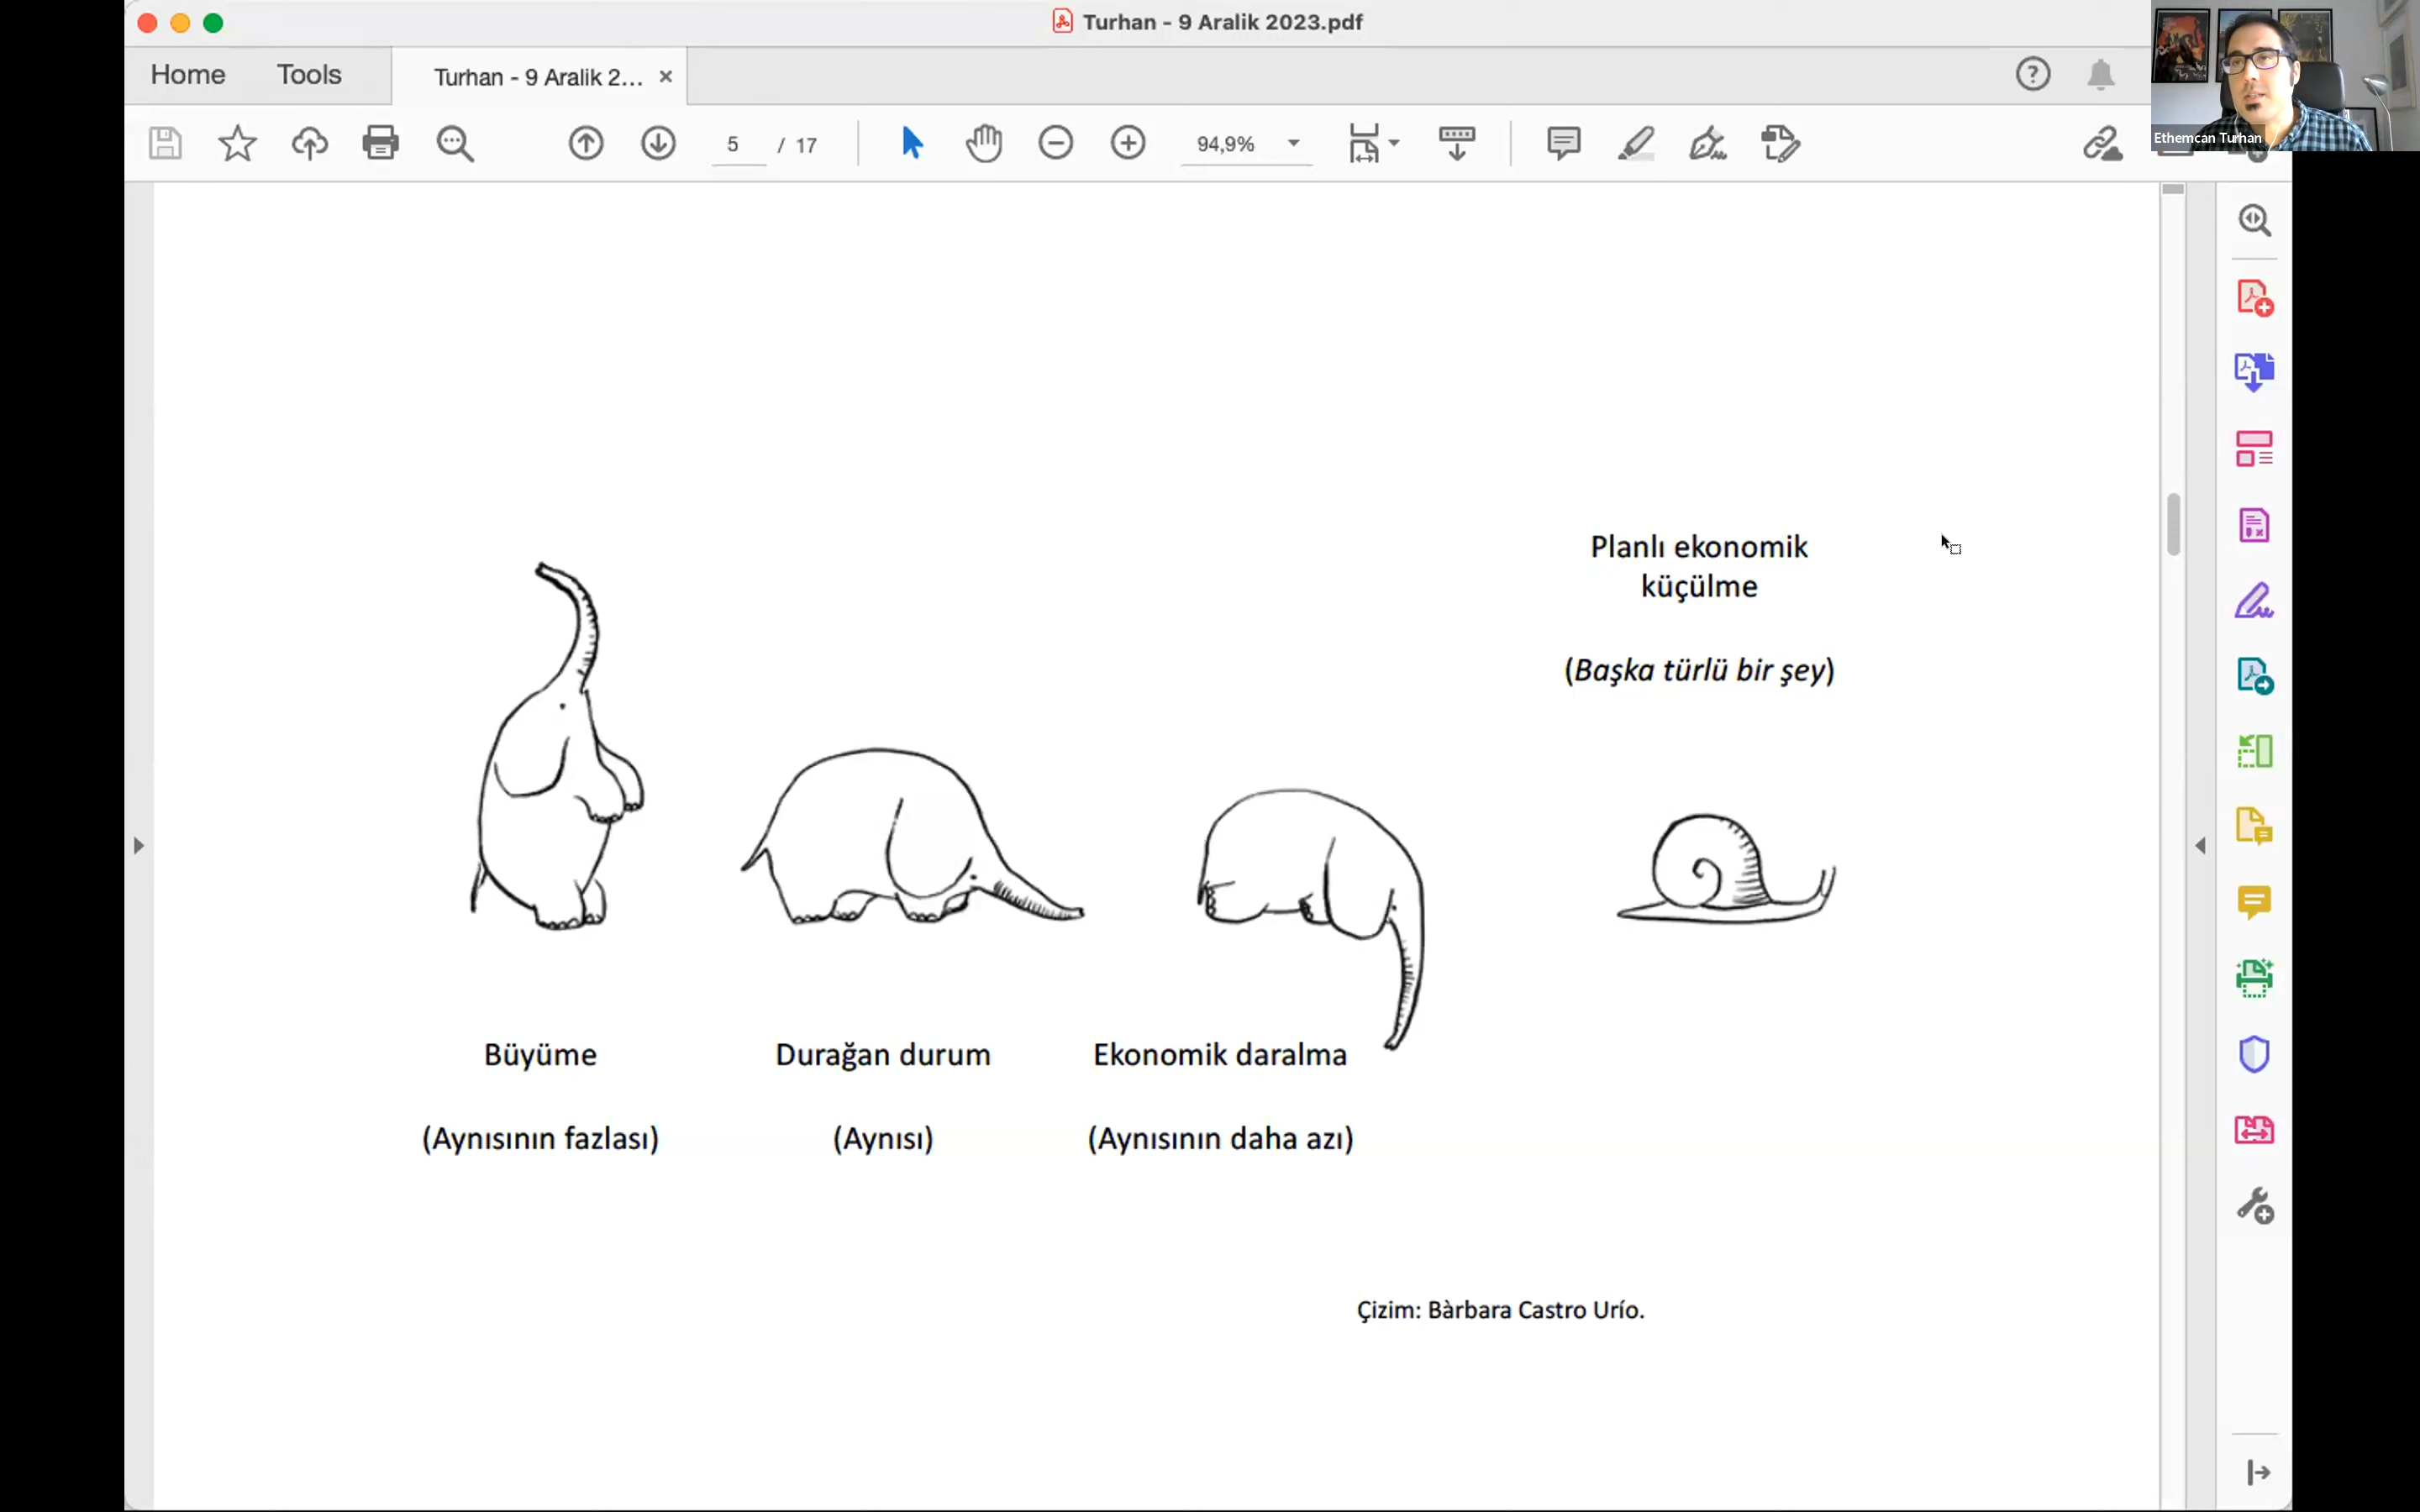 Turhan - 9 Aralik 2023.pdf
Home
Tools
Turhan - 9 Aralik 2...
5 / 17
94,9%
Ethemcan Turhan
Planlı ekonomik
küçülme
(Başka türlü bir şey)
Büyüme
(Aynısının fazlası)
Durağan durum
(Aynısı)
Ekonomik daralma
(Aynısının daha azı)
Çizim: Bàrbara Castro Urío.